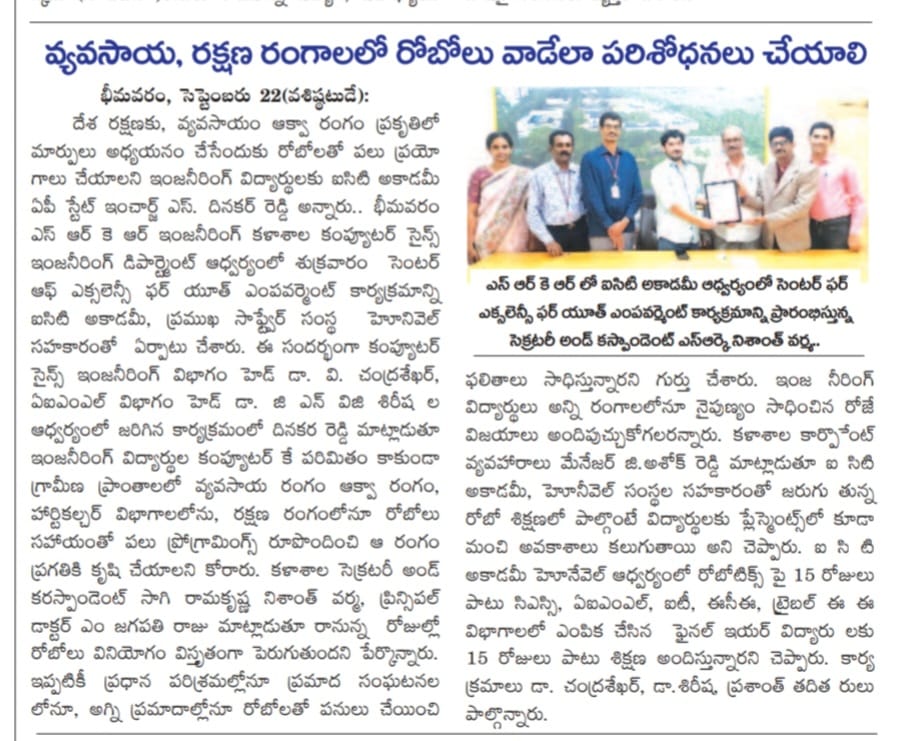 వ్యవసాయ, రక్షణ రంగాలలో రోబోలు వాడేలా పరిశోధనలు చేయాలి
భీమవరం, సెప్టెంబరు 22(వశిష్ఠటుడే):
దేశ రక్షణకు, వ్యవసాయం ఆక్వా రంగం ప్రకృతిలో
మార్పులు అధ్యయనం చేసేందుకు రోబోలతో పలు ప్రయో
గాలు చేయాలని ఇంజనీరింగ్ విద్యార్థులకు ఐసిటి అకాడమీ
ఏపీ స్టేట్ ఇంచార్జ్ ఎస్. దినకర్ రెడ్డి అన్నారు.. భీమవరం
ఎస్ ఆర్ కె ఆర్ ఇంజనీరింగ్ కళాశాల కంప్యూటర్ సైన్స్
ఇంజనీరింగ్ డిపార్ట్మెంట్ ఆధ్వర్యంలో శుక్రవారం సెంటర్
ఆఫ్ ఎక్సలెన్సీ ఫర్ యూత్ ఎంపవర్మెంట్ కార్యక్రమాన్ని
ఐసిటి అకాడమీ, ప్రముఖ సాఫ్ట్వేర్ సంస్థ హెూనివెల్
సహకారంతో ఏర్పాటు చేశారు. ఈ సందర్భంగా కంప్యూటర్
సైన్స్ ఇంజనీరింగ్ విభాగం హెడ్ డా. వి. చంద్రశేఖర్,
ఏఐఎంఎల్ విభాగం హెడ్ డా. జి ఎన్ విజి శిరీష ల
ఆధ్వర్యంలో జరిగిన కార్యక్రమంలో దినకర రెడ్డి మాట్లాడుతూ
ఇంజనీరింగ్ విద్యార్థుల కంప్యూటర్ కే పరిమితం కాకుండా
గ్రామీణ ప్రాంతాలలో వ్యవసాయ రంగం ఆక్వా రంగం,
హార్టికల్చర్ విభాగాలలోను, రక్షణ రంగంలోనూ రోబోలు
సహాయంతో పలు ప్రోగ్రామింగ్స్ రూపొందించి ఆ రంగం
ప్రగతికి కృషి చేయాలని కోరారు. కళాశాల సెక్రటరీ అండ్
కరస్పాండెంట్ సాగి రామకృష్ణ నిశాంత్ వర్మ, ప్రిన్సిపల్
డాక్టర్ ఎం జగపతి రాజు మాట్లాడుతూ రానున్న రోజుల్లో
రోబోలు వినియోగం విస్తృతంగా పెరుగుతుందని పేర్కొన్నారు.
ఇప్పటికీ ప్రధాన పరిశ్రమల్లోనూ ప్రమాద సంఘటనల
లోనూ, అగ్ని ప్రమాదాల్లోనూ రోబోలతో పనులు చేయించి
ఎస్ ఆర్ కె ఆర్ లో ఐసిటి అకాడమీ ఆధ్వర్యంలో సెంటర్ ఫర్
ఎక్సలెన్సీ ఫర్ యూత్ ఎంపవర్మెంట్ కార్యక్రమాన్ని ప్రారంభిస్తున్న
సెక్రటరీ అండ్ కస్పాండెంట్ ఎస్ఆర్కె నిశాంత్ వర్మ..
ఫలితాలు సాధిస్తున్నారని గుర్తు చేశారు. ఇంజ నీరింగ్
విద్యార్థులు అన్ని రంగాలలోనూ నైపుణ్యం సాధించిన రోజే
విజయాలు అందిపుచ్చుకోగలరన్నారు. కళాశాల కార్పొరేంట్
వ్యవహారాలు మేనేజర్ జి.అశోక్ రెడ్డి మాట్లాడుతూ ఐ సిటి
అకాడమీ, హెూనీవెల్ సంస్థల సహకారంతో జరుగు తున్న
రోబో శిక్షణలో పాల్గొంటే విద్యార్థులకు ప్లేస్మెంట్స్‌లో కూడా
మంచి అవకాశాలు కలుగుతాయి అని చెప్పారు. ఐ సి టి
అకాడమీ హెూనేవెల్ ఆధ్వర్యంలో రోబోటిక్స్ పై 15 రోజులు
పాటు సిఎస్సి, ఏఐఎంఎల్, ఐటీ, ఈసీఈ, ట్రైబల్ ఈ ఈ
విభాగాలలో ఎంపిక చేసిన ఫైనల్ ఇయర్ విద్యారు లకు
15 రోజులు పాటు శిక్షణ అందిస్తున్నారని చెప్పారు. కార్య
క్రమాలు డా. చంద్రశేఖర్, డా.శిరీష, ప్రశాంత్ తదిత రులు
పాల్గొన్నారు.